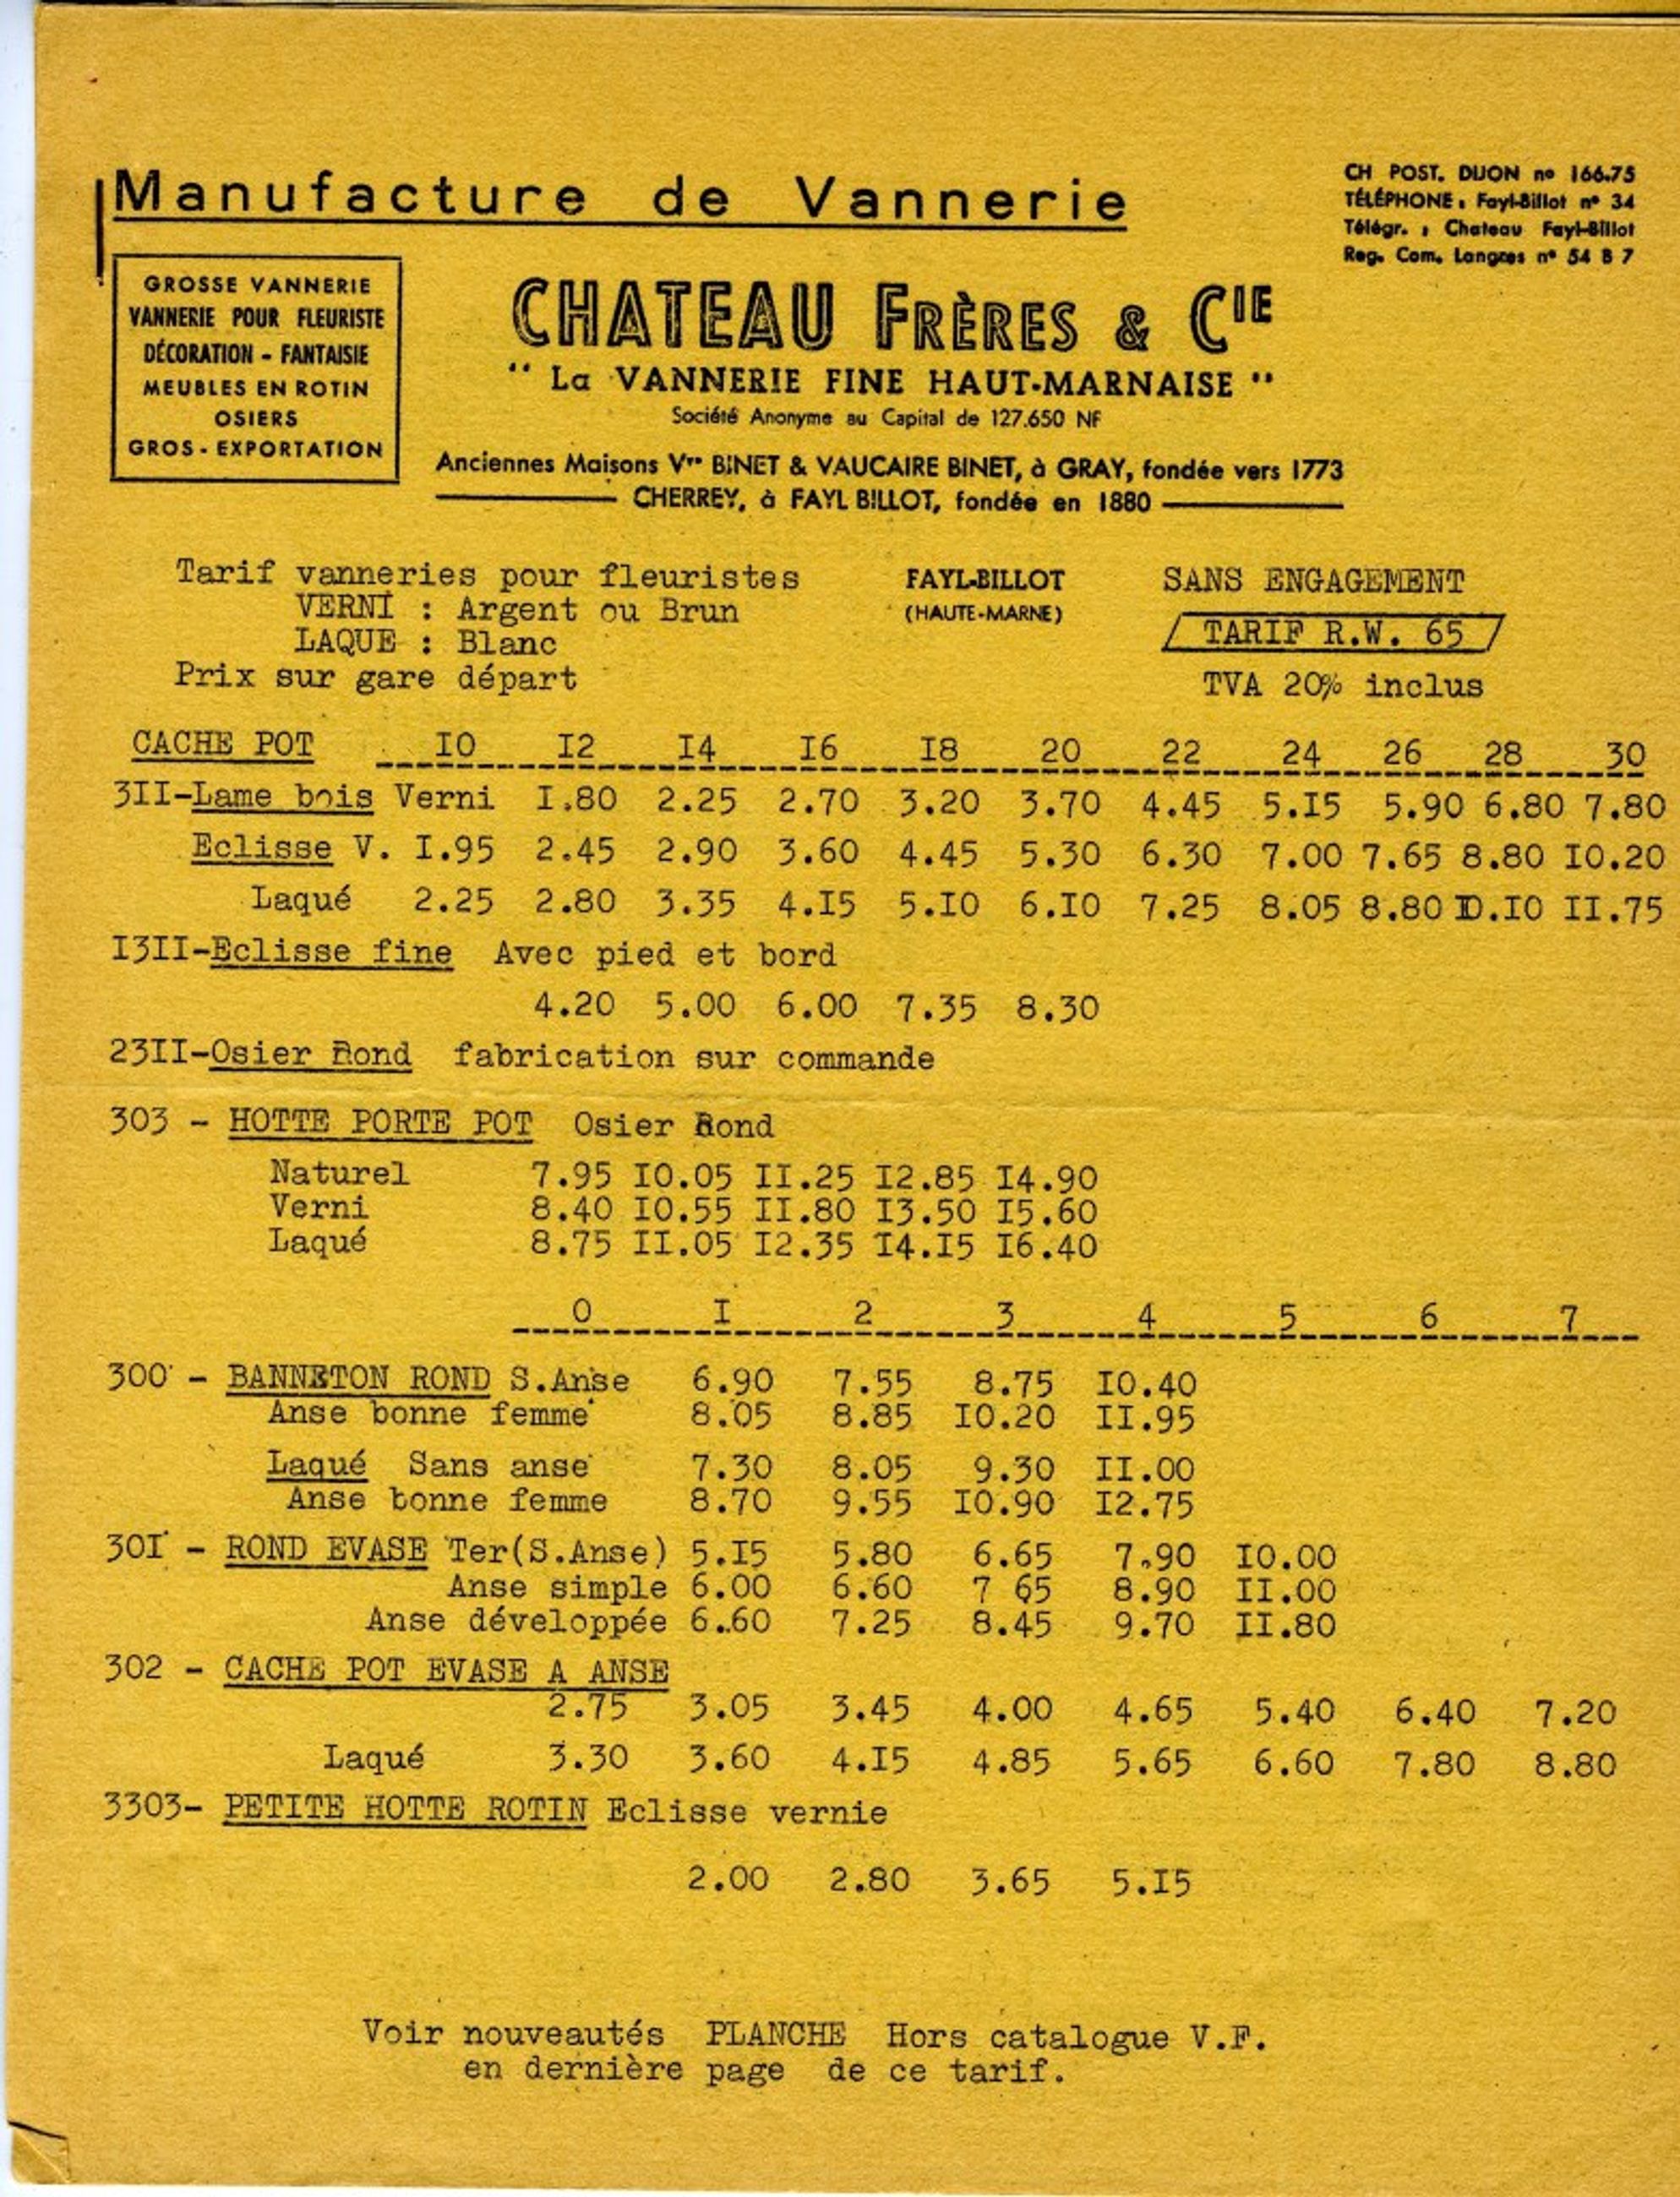 Manufacture de Vannerie
CH POST. DIJON nº 166.75
TÉLÉPHONE : Fayl-Billot nº 34
Télégr. : Chateau Fayl-Billot
Reg. Com. Langres nº 54 B 7
GROSSE VANNERIE
VANNERIE POUR FLEURISTE
DÉCORATION - FANTAISIE
MEUBLES EN ROTIN
OSIERS
GROS - EXPORTATION
CHATEAU FRÈRES & CIE
" La VANNERIE FINE HAUT-MARNAISE "
Société Anonyme au Capital de 127.650 NF
Anciennes Maisons Vve BINET & VAUCAIRE BINET, à GRAY, fondée vers 1773
CHERREY, à FAYL BILLOT, fondée en 1880
Tarif vanneries pour fleuristes FAYL-BILLOT SANS ENGAGEMENT
VERNI : Argent ou Brun (HAUTE-MARNE) TARIF R.W. 65
LAQUE : Blanc
Prix sur gare départ TVA 20% inclus
CACHE POT IO I2 I4 I6 I8 20 22 24 26 28 30
3II-Lame bois Verni I.80 2.25 2.70 3.20 3.70 4.45 5.I5 5.90 6.80 7.80
Eclisse V. I.95 2.45 2.90 3.60 4.45 5.30 6.30 7.00 7.65 8.80 I0.20
Laqué 2.25 2.80 3.35 4.I5 5.I0 6.I0 7.25 8.05 8.80 I0.I0 II.75
I3II-Eclisse fine Avec pied et bord
4.20 5.00 6.00 7.35 8.30
23II-Osier Rond fabrication sur commande
303 - HOTTE PORTE POT Osier Rond
Naturel 7.95 I0.05 II.25 I2.85 I4.90
Verni 8.40 I0.55 II.80 I3.50 I5.60
Laqué 8.75 II.05 I2.35 I4.I5 I6.40
0 I 2 3 4 5 6 7
300 - BANNETON ROND S.Anse 6.90 7.55 8.75 I0.40
Anse bonne femme 8.05 8.85 I0.20 II.95
Laqué Sans anse 7.30 8.05 9.30 II.00
Anse bonne femme 8.70 9.55 I0.90 I2.75
30I - ROND EVASE Ter(S.Anse) 5.I5 5.80 6.65 7.90 I0.00
Anse simple 6.00 6.60 7 65 8.90 II.00
Anse développée 6.60 7.25 8.45 9.70 II.80
302 - CACHE POT EVASE A ANSE
2.75 3.05 3.45 4.00 4.65 5.40 6.40 7.20
Laqué 3.30 3.60 4.I5 4.85 5.65 6.60 7.80 8.80
3303- PETITE HOTTE ROTIN Eclisse vernie
2.00 2.80 3.65 5.I5
Voir nouveautés PLANCHE Hors catalogue V.F.
en dernière page de ce tarif.